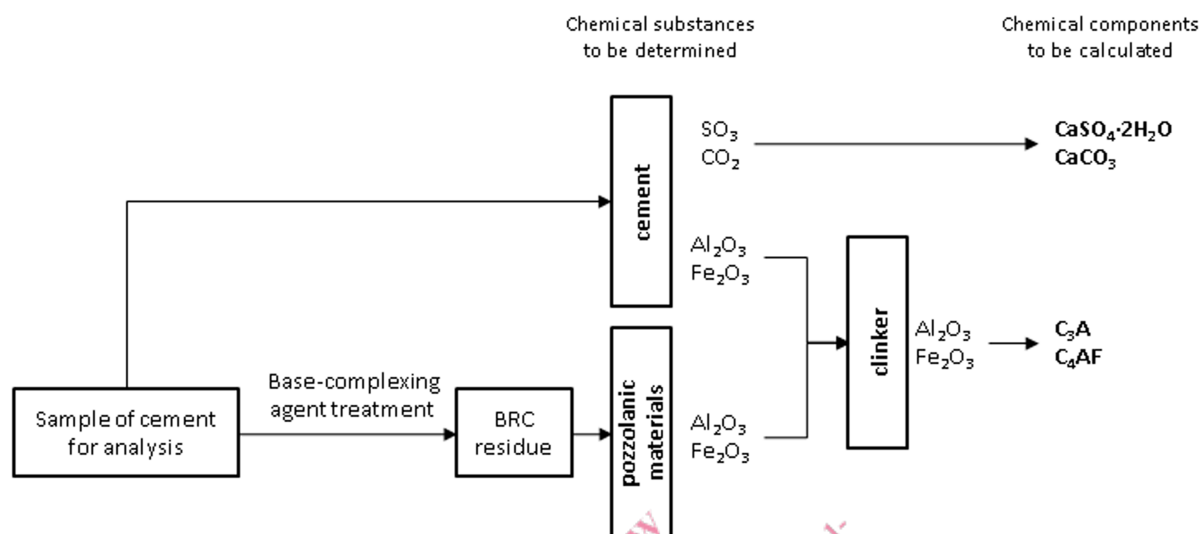 Chemical substances
to be determined
Chemical components
to be calculated
cement
SO₃
CO₂
CaSO₄·2H₂O
CaCO₃
Al₂O₃
Fe₂O₃
clinker
Al₂O₃
Fe₂O₃
C₃A
C₄AF
Sample of cement
for analysis
Base-complexing
agent treatment
BRC
residue
pozzolanic
materials
Al₂O₃
Fe₂O₃